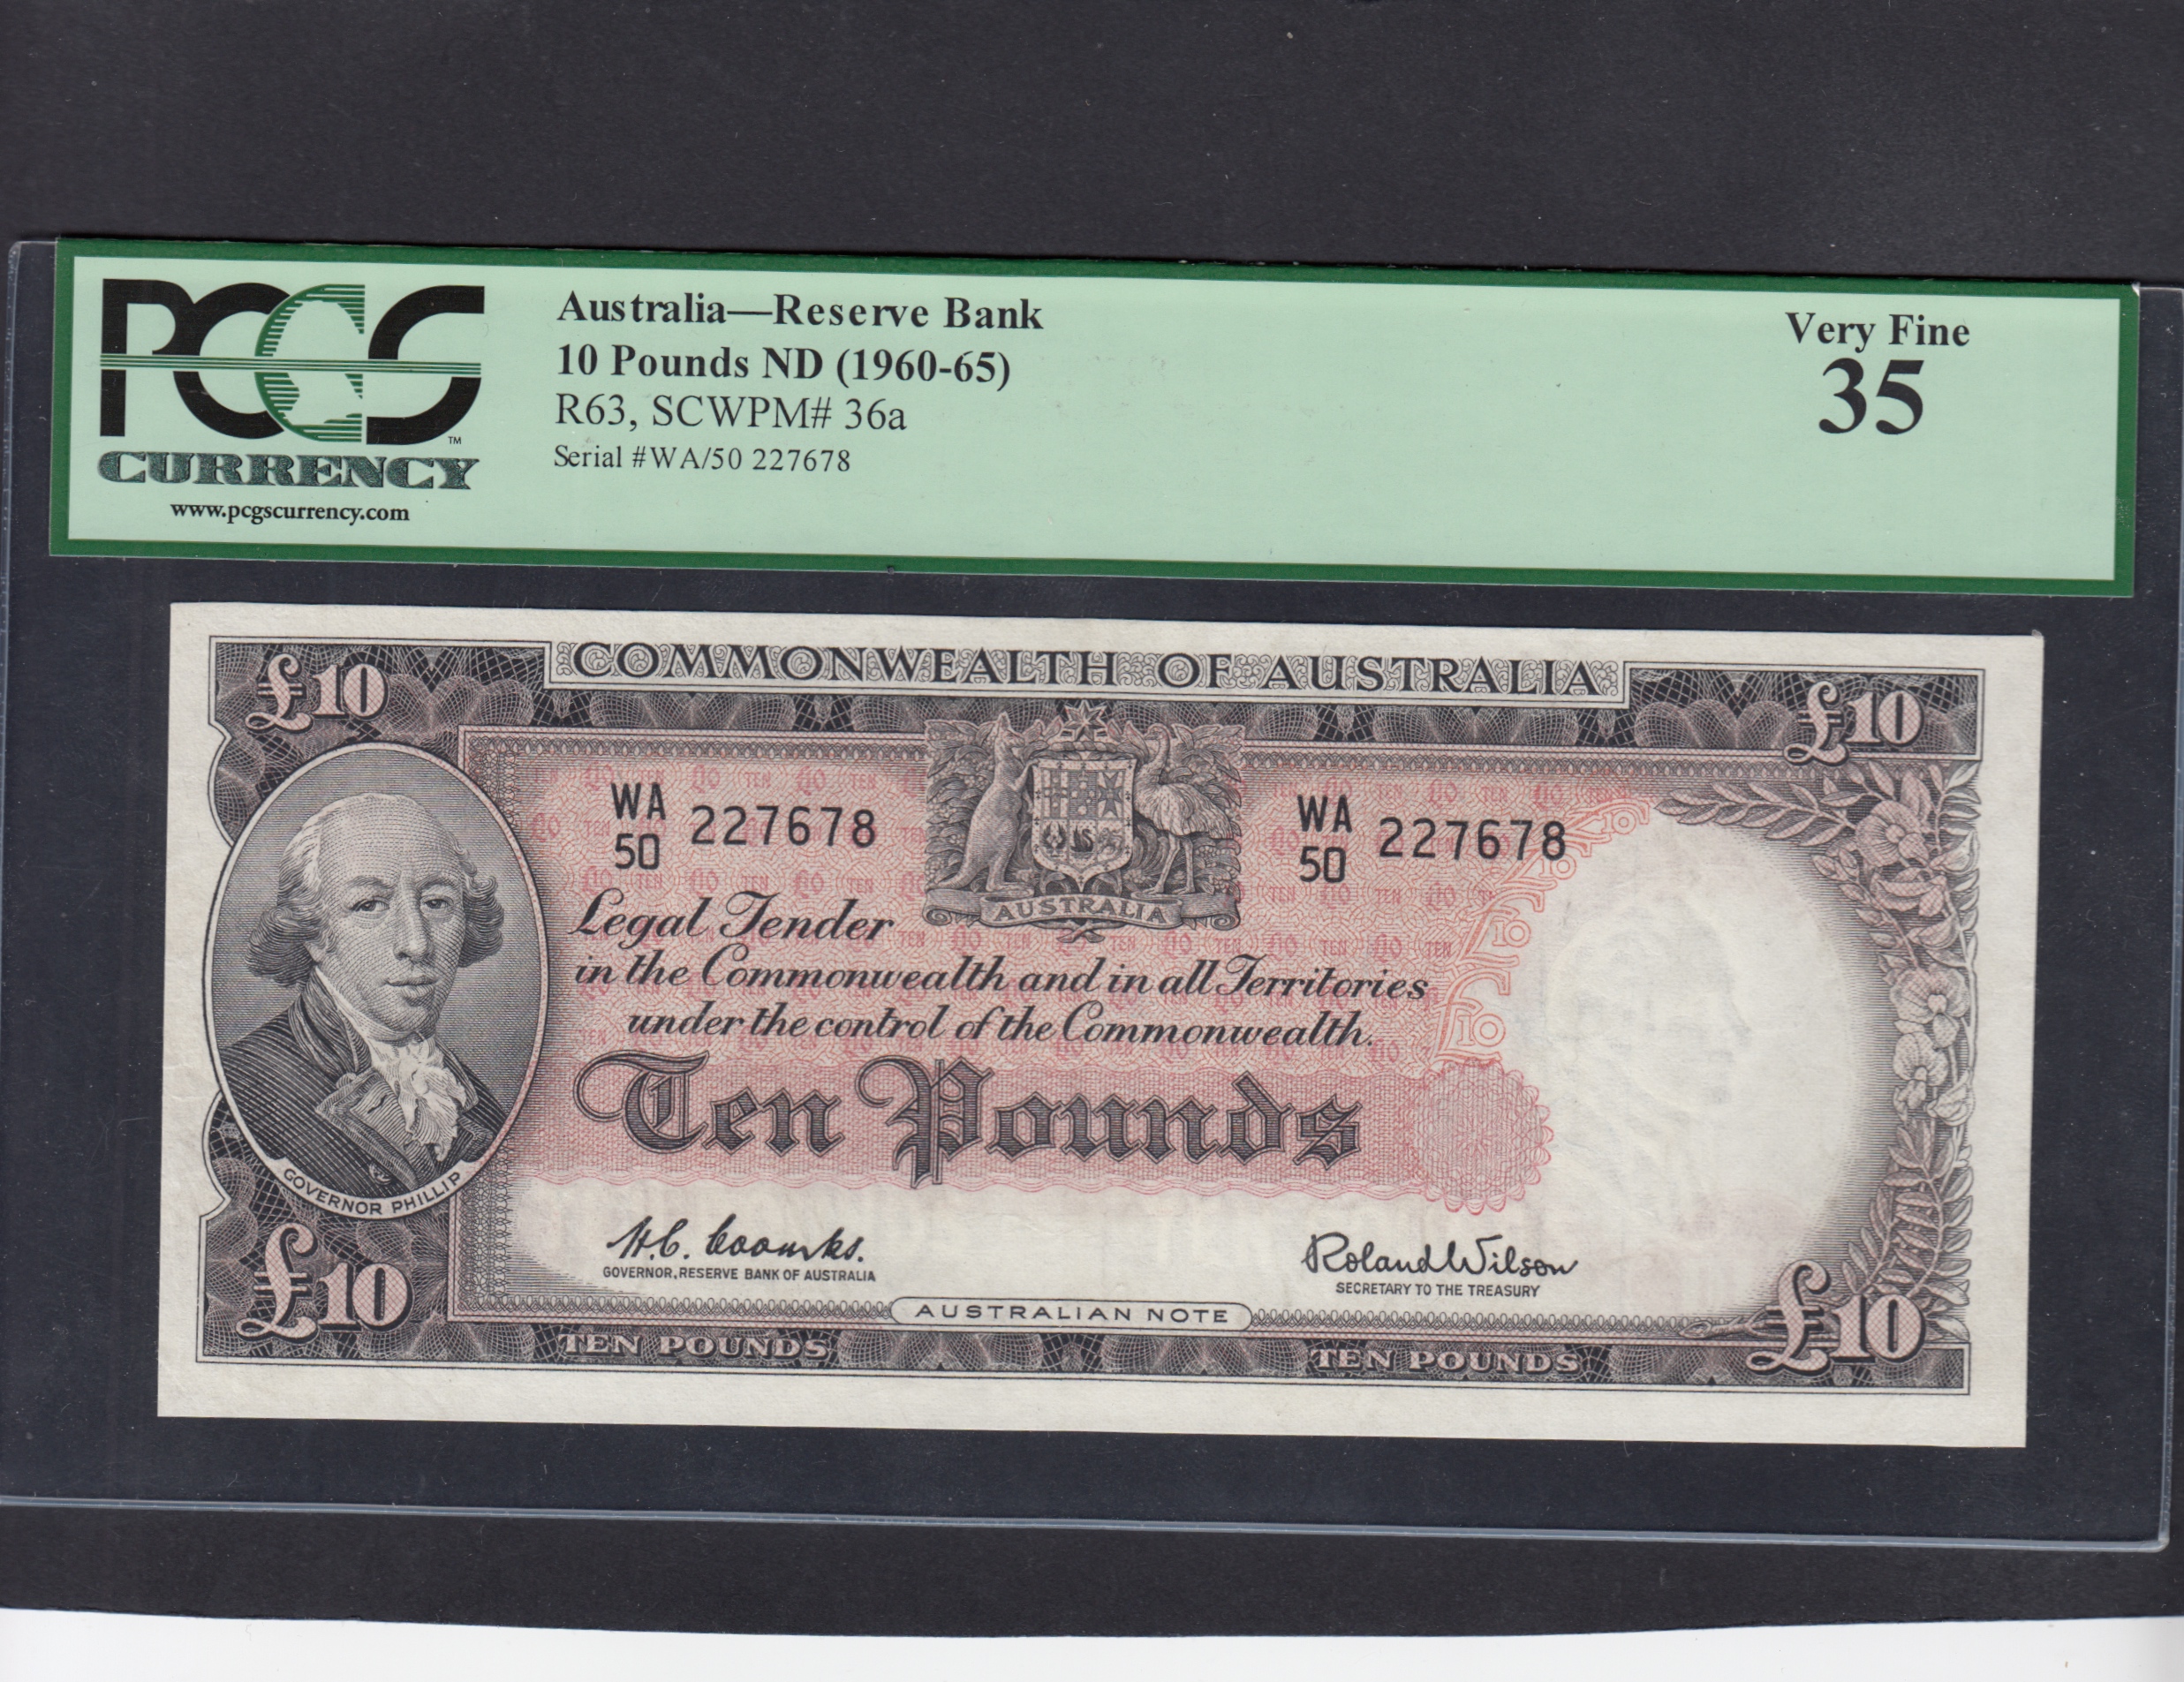 PCGS
™
CURRENCY
www.pcgscurrency.com
Australia—Reserve Bank
10 Pounds ND (1960-65)
R63, SCWPM# 36a
Serial #WA/50 227678
Very Fine
35
COMMONWEALTH OF AUSTRALIA
£10
£10
WA
50 227678
WA
50 227678
AUSTRALIA
Legal Tender
in the Commonwealth and in all Territories
under the control of the Commonwealth.
Ten Pounds
GOVERNOR PHILLIP
H.C. Coombs.
GOVERNOR, RESERVE BANK OF AUSTRALIA
Roland Wilson
SECRETARY TO THE TREASURY
£10
AUSTRALIAN NOTE
£10
TEN POUNDS
TEN POUNDS